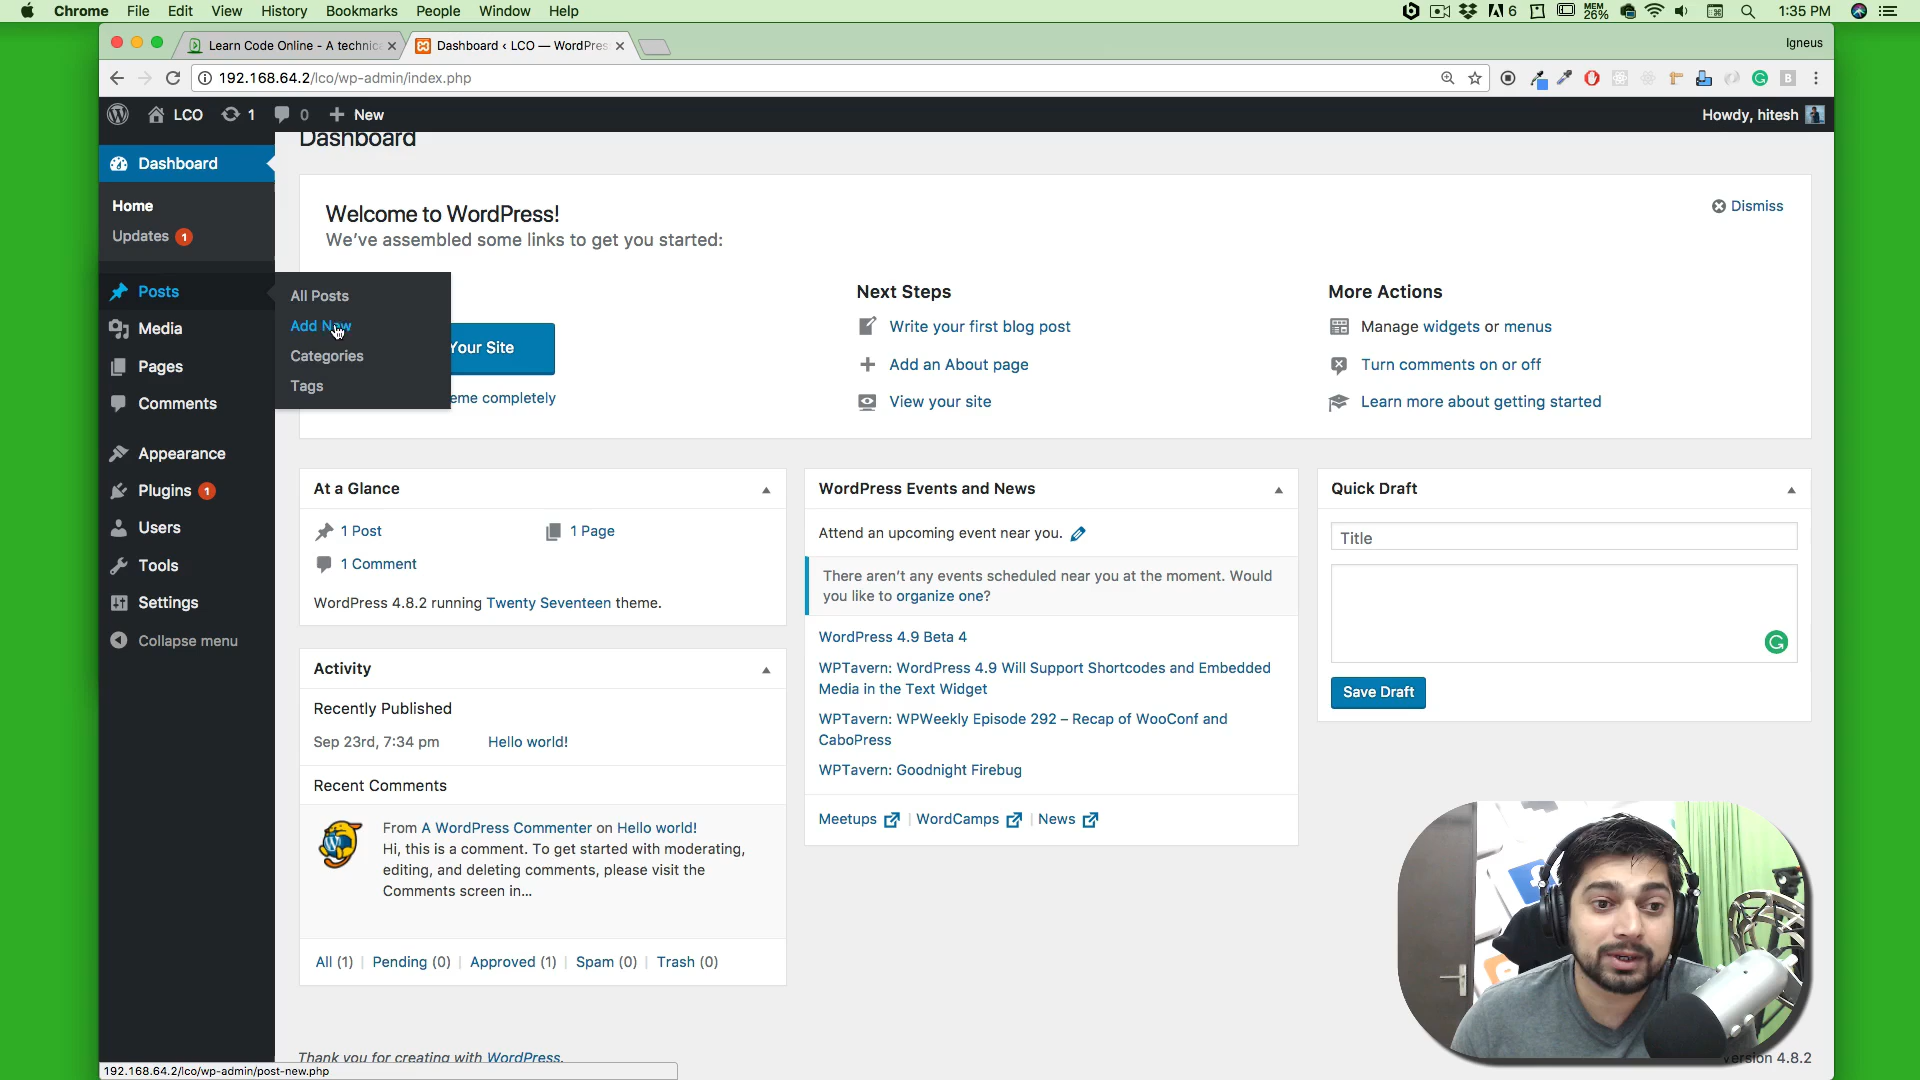 Chrome File Edit View History Bookmarks People Window Help 6 MEM 26% 1:35 PM
Learn Code Online - A technic
Dashboard ‹ LCO — WordPres
Igneus
192.168.64.2/lco/wp-admin/index.php
LCO 1 0 New
Howdy, hitesh
Dashboard
Home
Updates 1
Posts
Media
Pages
Comments
Appearance
Plugins 1
Users
Tools
Settings
Collapse menu
All Posts
Add New
Categories
Tags
Dashboard
Welcome to WordPress!
We've assembled some links to get you started:
Dismiss
Your Site
eme completely
Next Steps
Write your first blog post
Add an About page
View your site
More Actions
Manage widgets or menus
Turn comments on or off
Learn more about getting started
At a Glance
1 Post 1 Page
1 Comment
WordPress 4.8.2 running Twenty Seventeen theme.
Activity
Recently Published
Sep 23rd, 7:34 pm Hello world!
Recent Comments
From A WordPress Commenter on Hello world!
Hi, this is a comment. To get started with moderating,
editing, and deleting comments, please visit the
Comments screen in...
All (1) | Pending (0) | Approved (1) | Spam (0) | Trash (0)
WordPress Events and News
Attend an upcoming event near you.
There aren't any events scheduled near you at the moment. Would
you like to organize one?
WordPress 4.9 Beta 4
WPTavern: WordPress 4.9 Will Support Shortcodes and Embedded
Media in the Text Widget
WPTavern: WPWeekly Episode 292 – Recap of WooConf and
CaboPress
WPTavern: Goodnight Firebug
Meetups | WordCamps | News
Quick Draft
Title
Save Draft
Thank you for creating with WordPress.
Version 4.8.2
192.168.64.2/lco/wp-admin/post-new.php